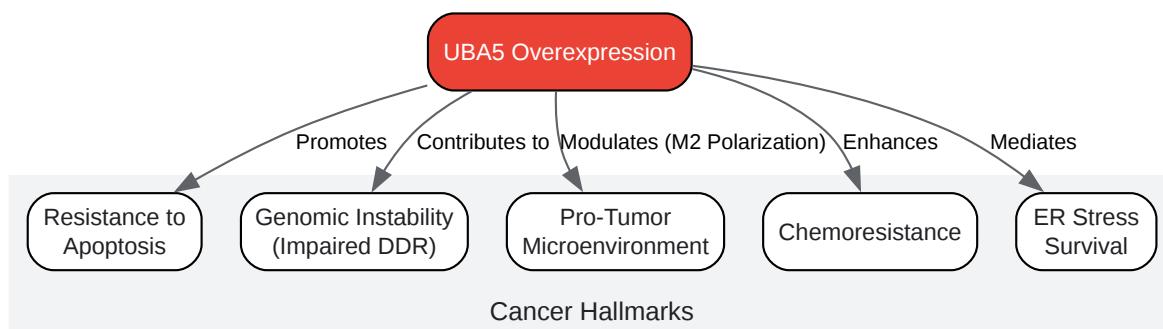 UBA5 Overexpression
Promotes
Contributes to
Modulates (M2 Polarization)
Enhances
Mediates
Resistance to
Apoptosis
Genomic Instability
(Impaired DDR)
Pro-Tumor
Microenvironment
Chemoresistance
ER Stress
Survival
Cancer Hallmarks